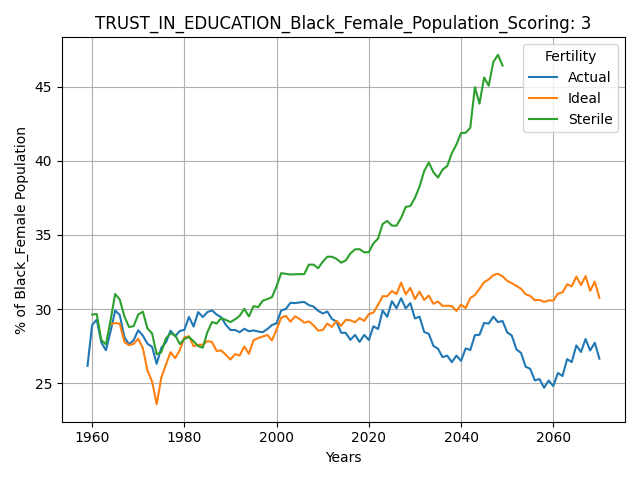 TRUST_IN_EDUCATION_Black_Female_Population_Scoring: 3
Fertility
Actual
Ideal
Sterile
% of Black_Female Population
45
40
35
30
25
1960
1980
2000
2020
2040
2060
Years